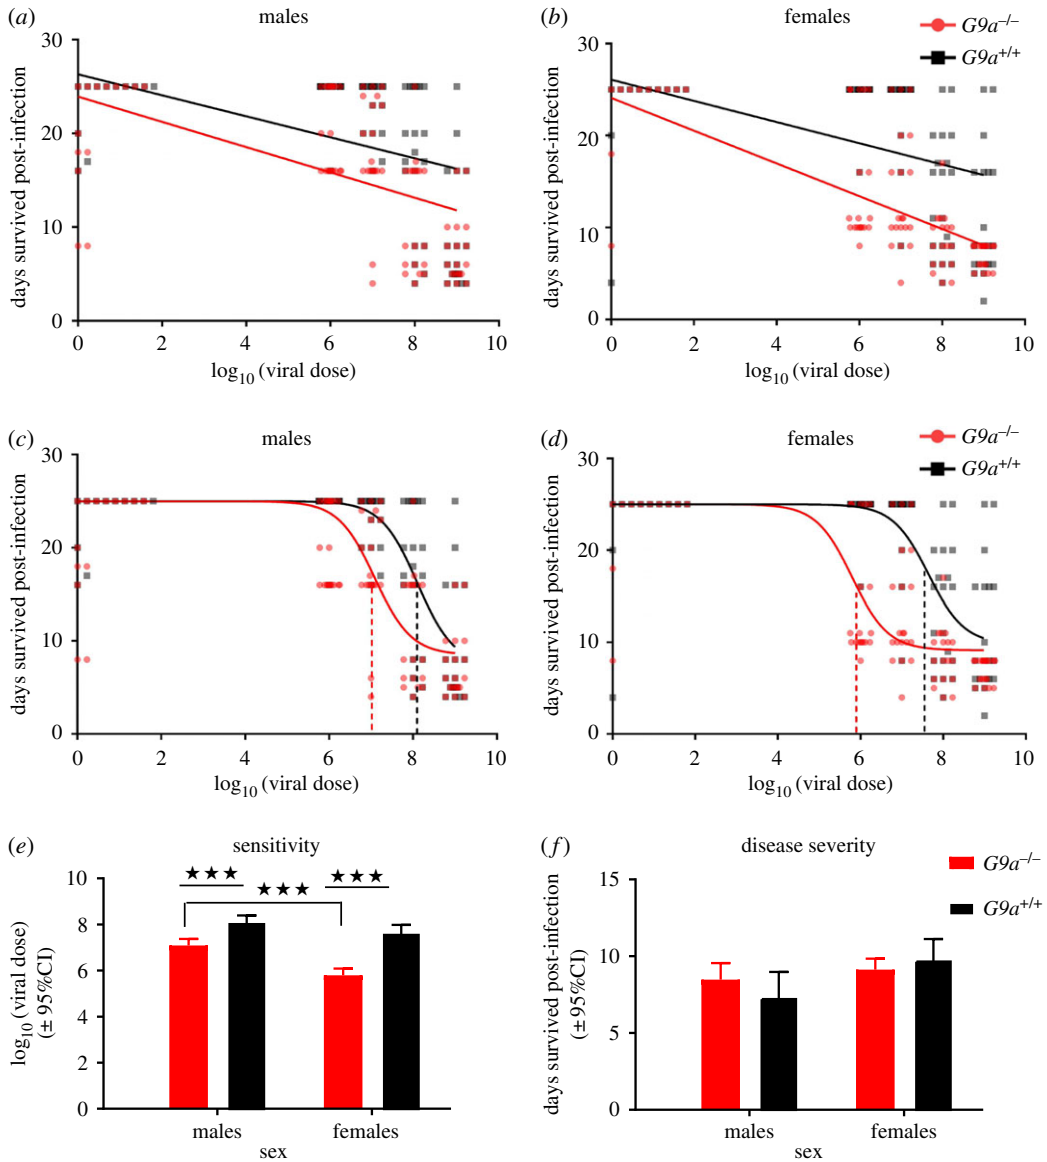 (a) males
30
20
10
0
days survived post-infection
0 2 4 6 8 10
log10 (viral dose)
(b) females
G9a–/–
G9a+/+
30
20
10
0
days survived post-infection
0 2 4 6 8 10
log10 (viral dose)
(c) males
30
20
10
0
days survived post-infection
0 2 4 6 8 10
log10 (viral dose)
(d) females
G9a–/–
G9a+/+
30
20
10
0
days survived post-infection
0 2 4 6 8 10
log10 (viral dose)
(e) sensitivity
★★★ ★★★ ★★★
10
8
6
4
2
0
log10 (viral dose)
(± 95%CI)
males females
sex
(f) disease severity
G9a–/–
G9a+/+
15
10
5
0
days survived post-infection
(± 95%CI)
males females
sex